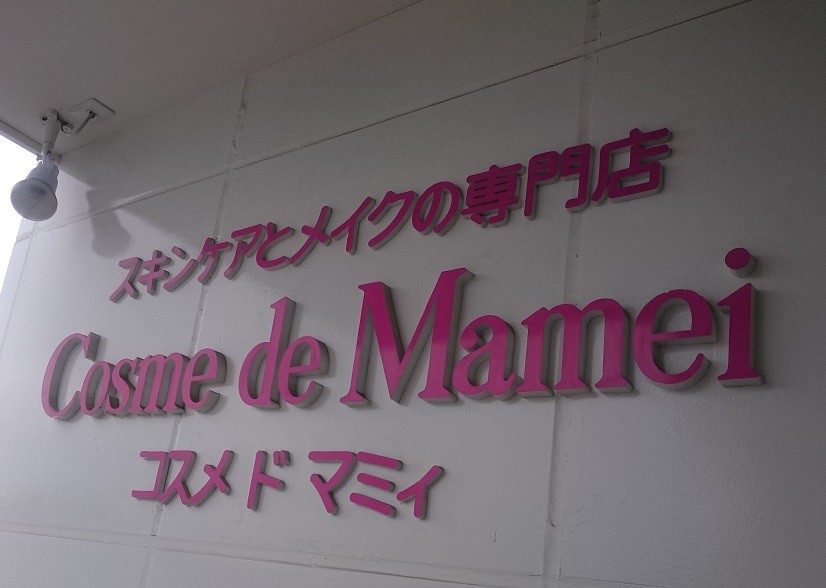 スキンケアとメイクの専門店
Cosme de Mamei
コスメ ド マミィ